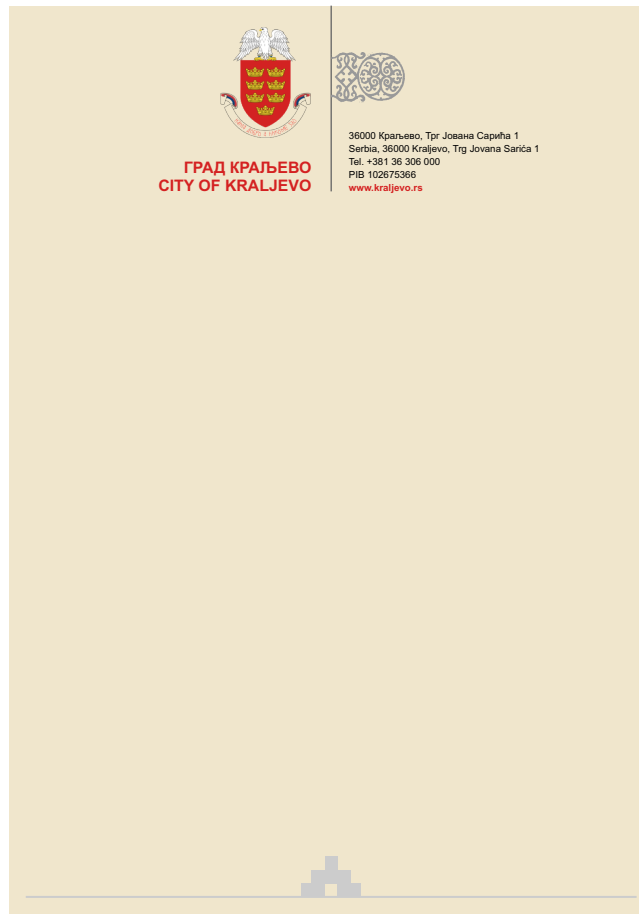 ГРАД КРАЉЕВО
CITY OF KRALJEVO
36000 Краљево, Трг Јована Сарића 1
Serbia, 36000 Kraljevo, Trg Jovana Sarića 1
Tel. +381 36 306 000
PIB 102675366
www.kraljevo.rs